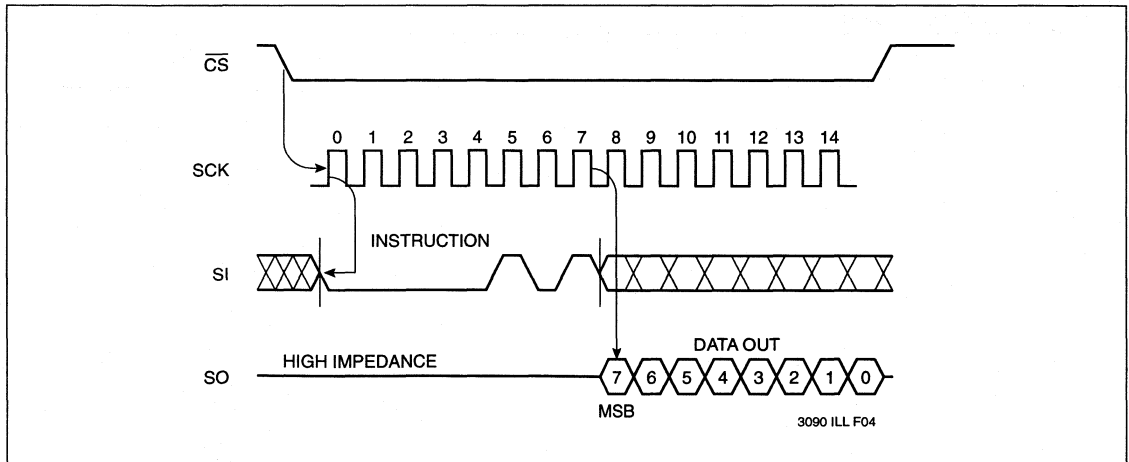 CS
0 1 2 3 4 5 6 7 8 9 10 11 12 13 14
SCK
INSTRUCTION
SI
DATA OUT
HIGH IMPEDANCE
SO
7 6 5 4 3 2 1 0
MSB
3090 ILL F04